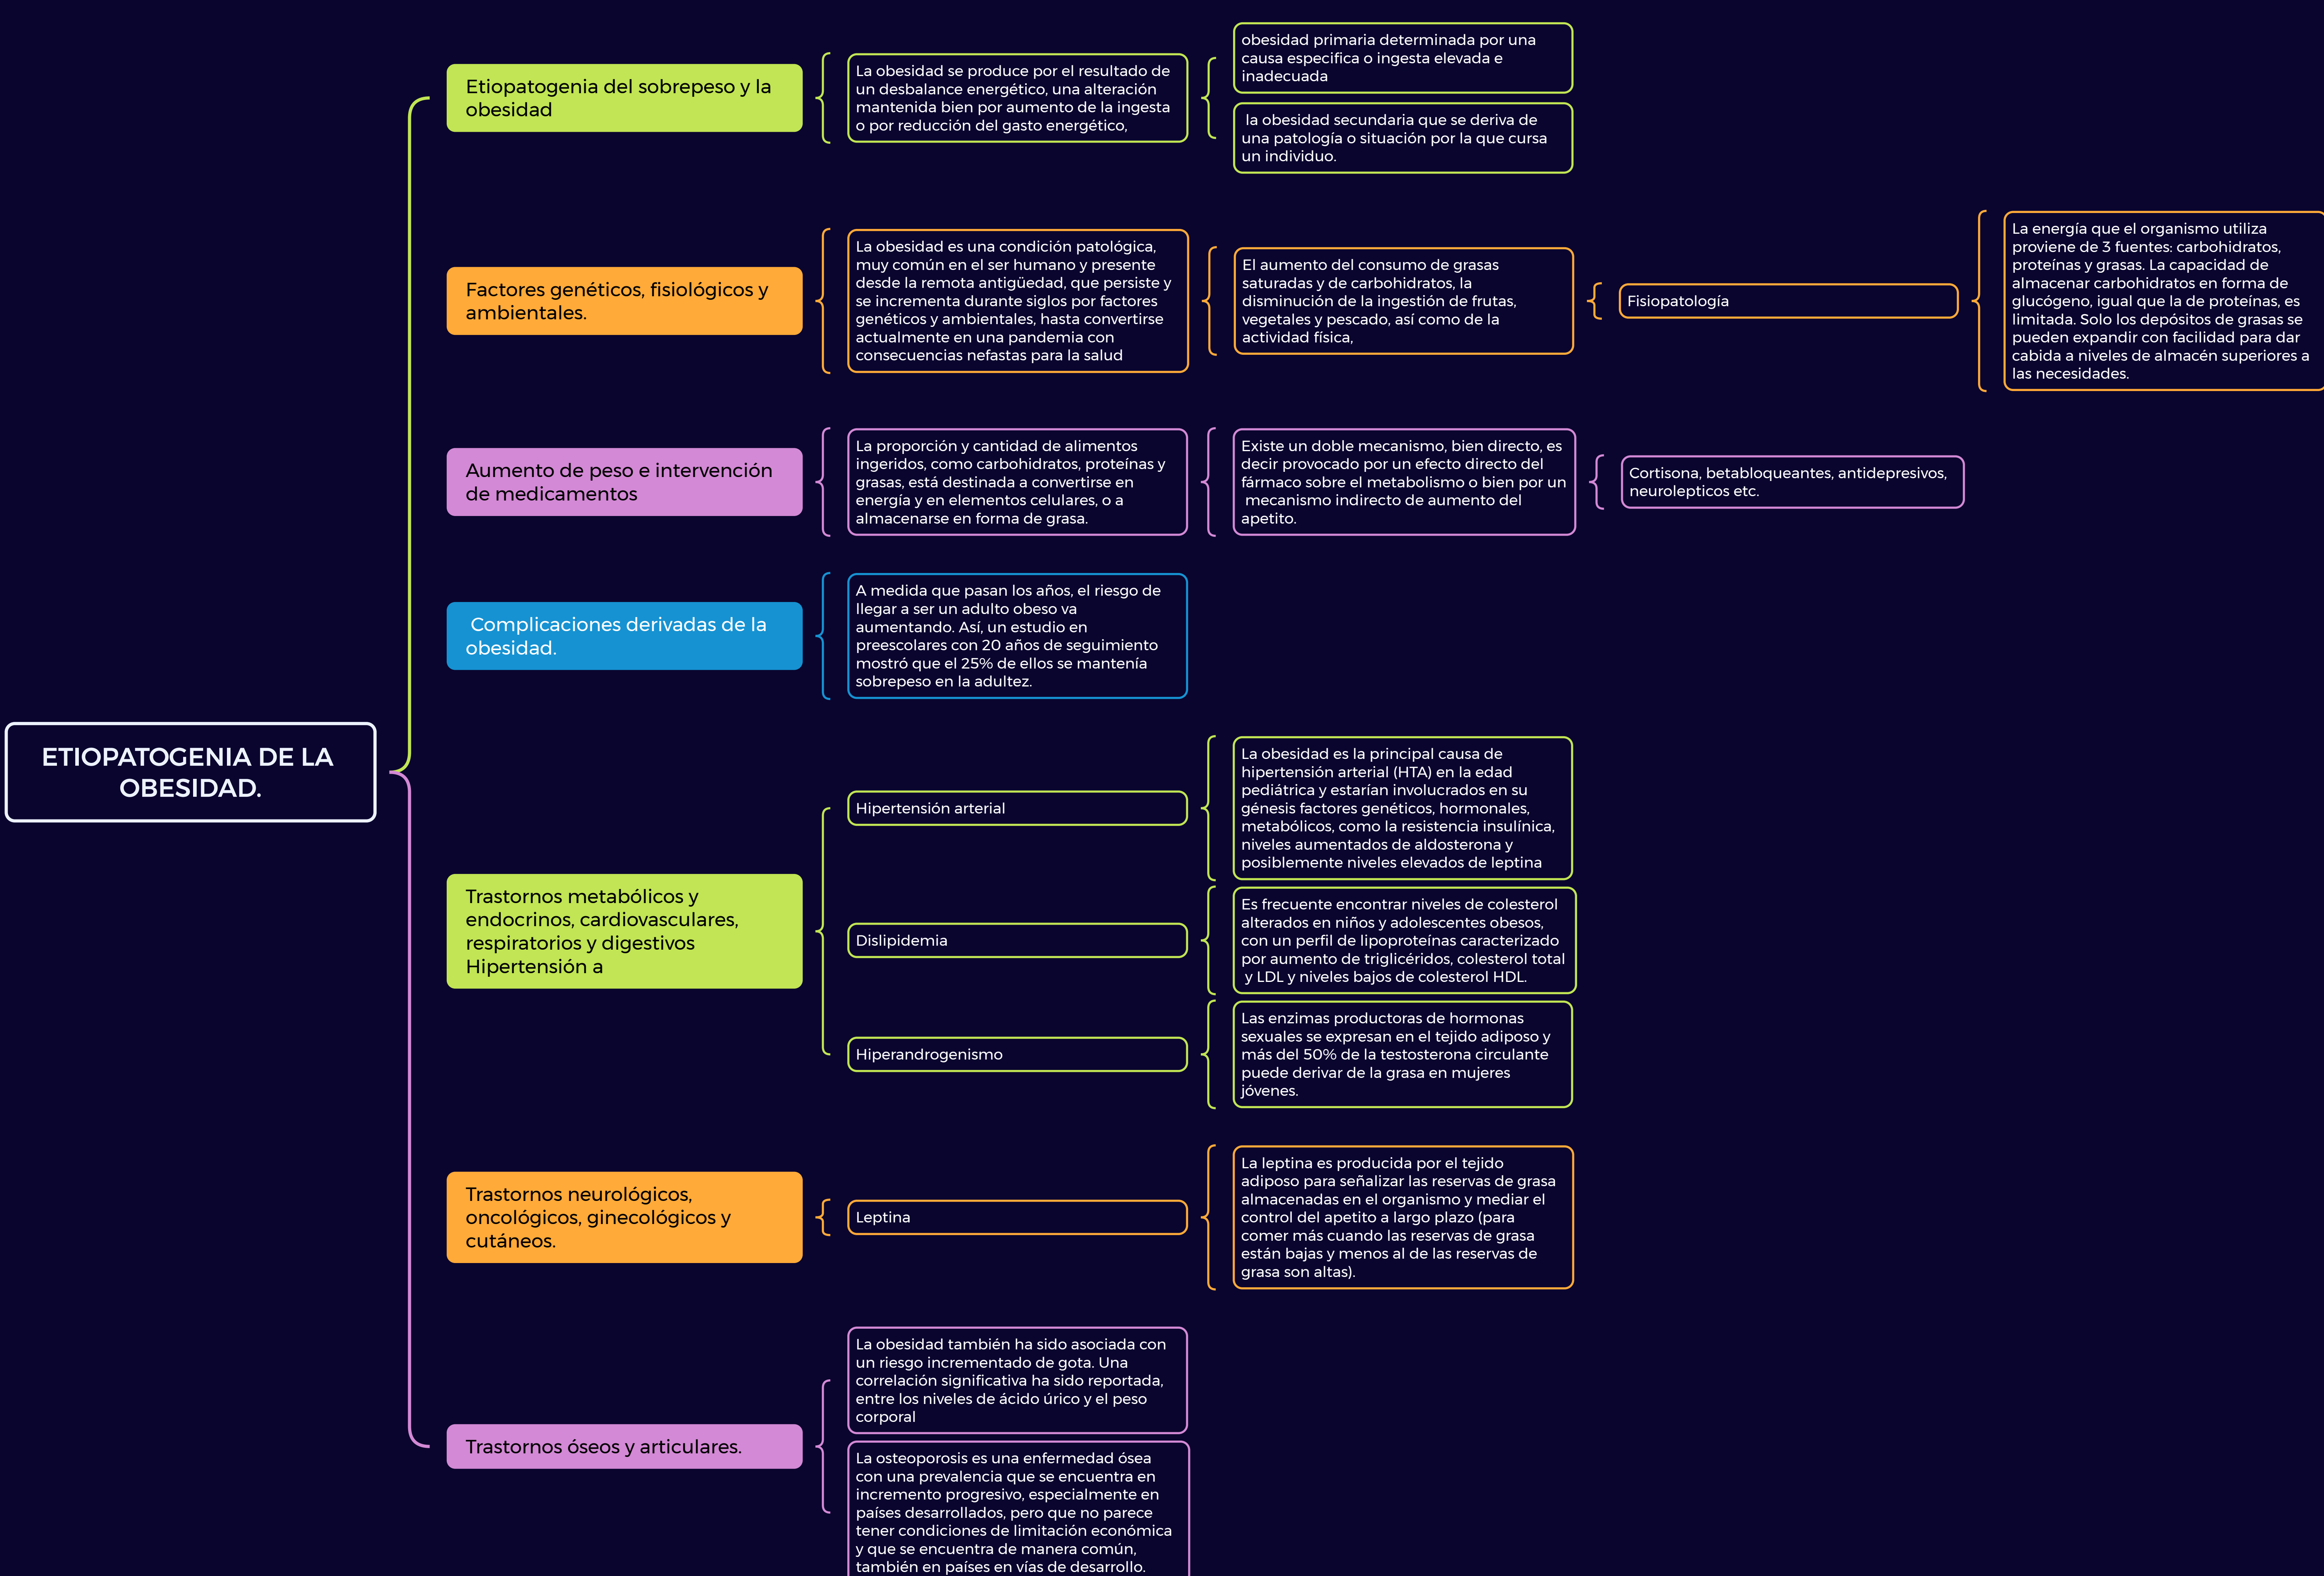 ETIOPATOGENIA DE LA
OBESIDAD.
Etiopatogenia del sobrepeso y la
obesidad
La obesidad se produce por el resultado de
un desbalance energético, una alteración
mantenida bien por aumento de la ingesta
o por reducción del gasto energético,
obesidad primaria determinada por una
causa especifica o ingesta elevada e
inadecuada
la obesidad secundaria que se deriva de
una patología o situación por la que cursa
un individuo.
Factores genéticos, fisiológicos y
ambientales.
La obesidad es una condición patológica,
muy común en el ser humano y presente
desde la remota antigüedad, que persiste y
se incrementa durante siglos por factores
genéticos y ambientales, hasta convertirse
actualmente en una pandemia con
consecuencias nefastas para la salud
El aumento del consumo de grasas
saturadas y de carbohidratos, la
disminución de la ingestión de frutas,
vegetales y pescado, así como de la
actividad física,
Fisiopatología
La energía que el organismo utiliza
proviene de 3 fuentes: carbohidratos,
proteínas y grasas. La capacidad de
almacenar carbohidratos en forma de
glucógeno, igual que la de proteínas, es
limitada. Solo los depósitos de grasas se
pueden expandir con facilidad para dar
cabida a niveles de almacén superiores a
las necesidades.
Aumento de peso e intervención
de medicamentos
La proporción y cantidad de alimentos
ingeridos, como carbohidratos, proteínas y
grasas, está destinada a convertirse en
energía y en elementos celulares, o a
almacenarse en forma de grasa.
Existe un doble mecanismo, bien directo, es
decir provocado por un efecto directo del
fármaco sobre el metabolismo o bien por un
mecanismo indirecto de aumento del
apetito.
Cortisona, betabloqueantes, antidepresivos,
neurolepticos etc.
Complicaciones derivadas de la
obesidad.
A medida que pasan los años, el riesgo de
llegar a ser un adulto obeso va
aumentando. Así, un estudio en
preescolares con 20 años de seguimiento
mostró que el 25% de ellos se mantenía
sobrepeso en la adultez.
Trastornos metabólicos y
endocrinos, cardiovasculares,
respiratorios y digestivos
Hipertensión a
Hipertensión arterial
La obesidad es la principal causa de
hipertensión arterial (HTA) en la edad
pediátrica y estarían involucrados en su
génesis factores genéticos, hormonales,
metabólicos, como la resistencia insulínica,
niveles aumentados de aldosterona y
posiblemente niveles elevados de leptina
Dislipidemia
Es frecuente encontrar niveles de colesterol
alterados en niños y adolescentes obesos,
con un perfil de lipoproteínas caracterizado
por aumento de triglicéridos, colesterol total
y LDL y niveles bajos de colesterol HDL.
Hiperandrogenismo
Las enzimas productoras de hormonas
sexuales se expresan en el tejido adiposo y
más del 50% de la testosterona circulante
puede derivar de la grasa en mujeres
jóvenes.
Trastornos neurológicos,
oncológicos, ginecológicos y
cutáneos.
Leptina
La leptina es producida por el tejido
adiposo para señalizar las reservas de grasa
almacenadas en el organismo y mediar el
control del apetito a largo plazo (para
comer más cuando las reservas de grasa
están bajas y menos al de las reservas de
grasa son altas).
Trastornos óseos y articulares.
La obesidad también ha sido asociada con
un riesgo incrementado de gota. Una
correlación significativa ha sido reportada,
entre los niveles de ácido úrico y el peso
corporal
La osteoporosis es una enfermedad ósea
con una prevalencia que se encuentra en
incremento progresivo, especialmente en
países desarrollados, pero que no parece
tener condiciones de limitación económica
y que se encuentra de manera común,
también en países en vías de desarrollo.